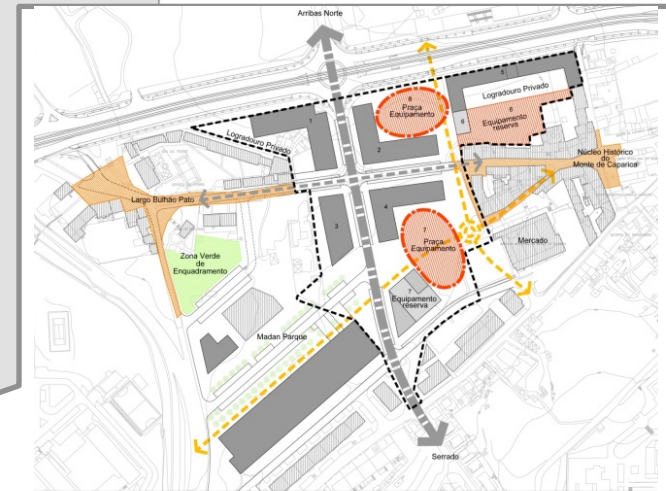 Arribas Norte
5
Logradouro Privado
6
Praça
Equipamento
6
Equipamento
reserva
6
1
Logradouro Privado
2
Núcleo Histórico
do
Monte de Caparica
Largo Bulhão Pato
4
3
7
Praça
Equipamento
Mercado
Zona Verde
de
Enquadramento
7
Equipamento
reserva
Madan Parque
Serrado